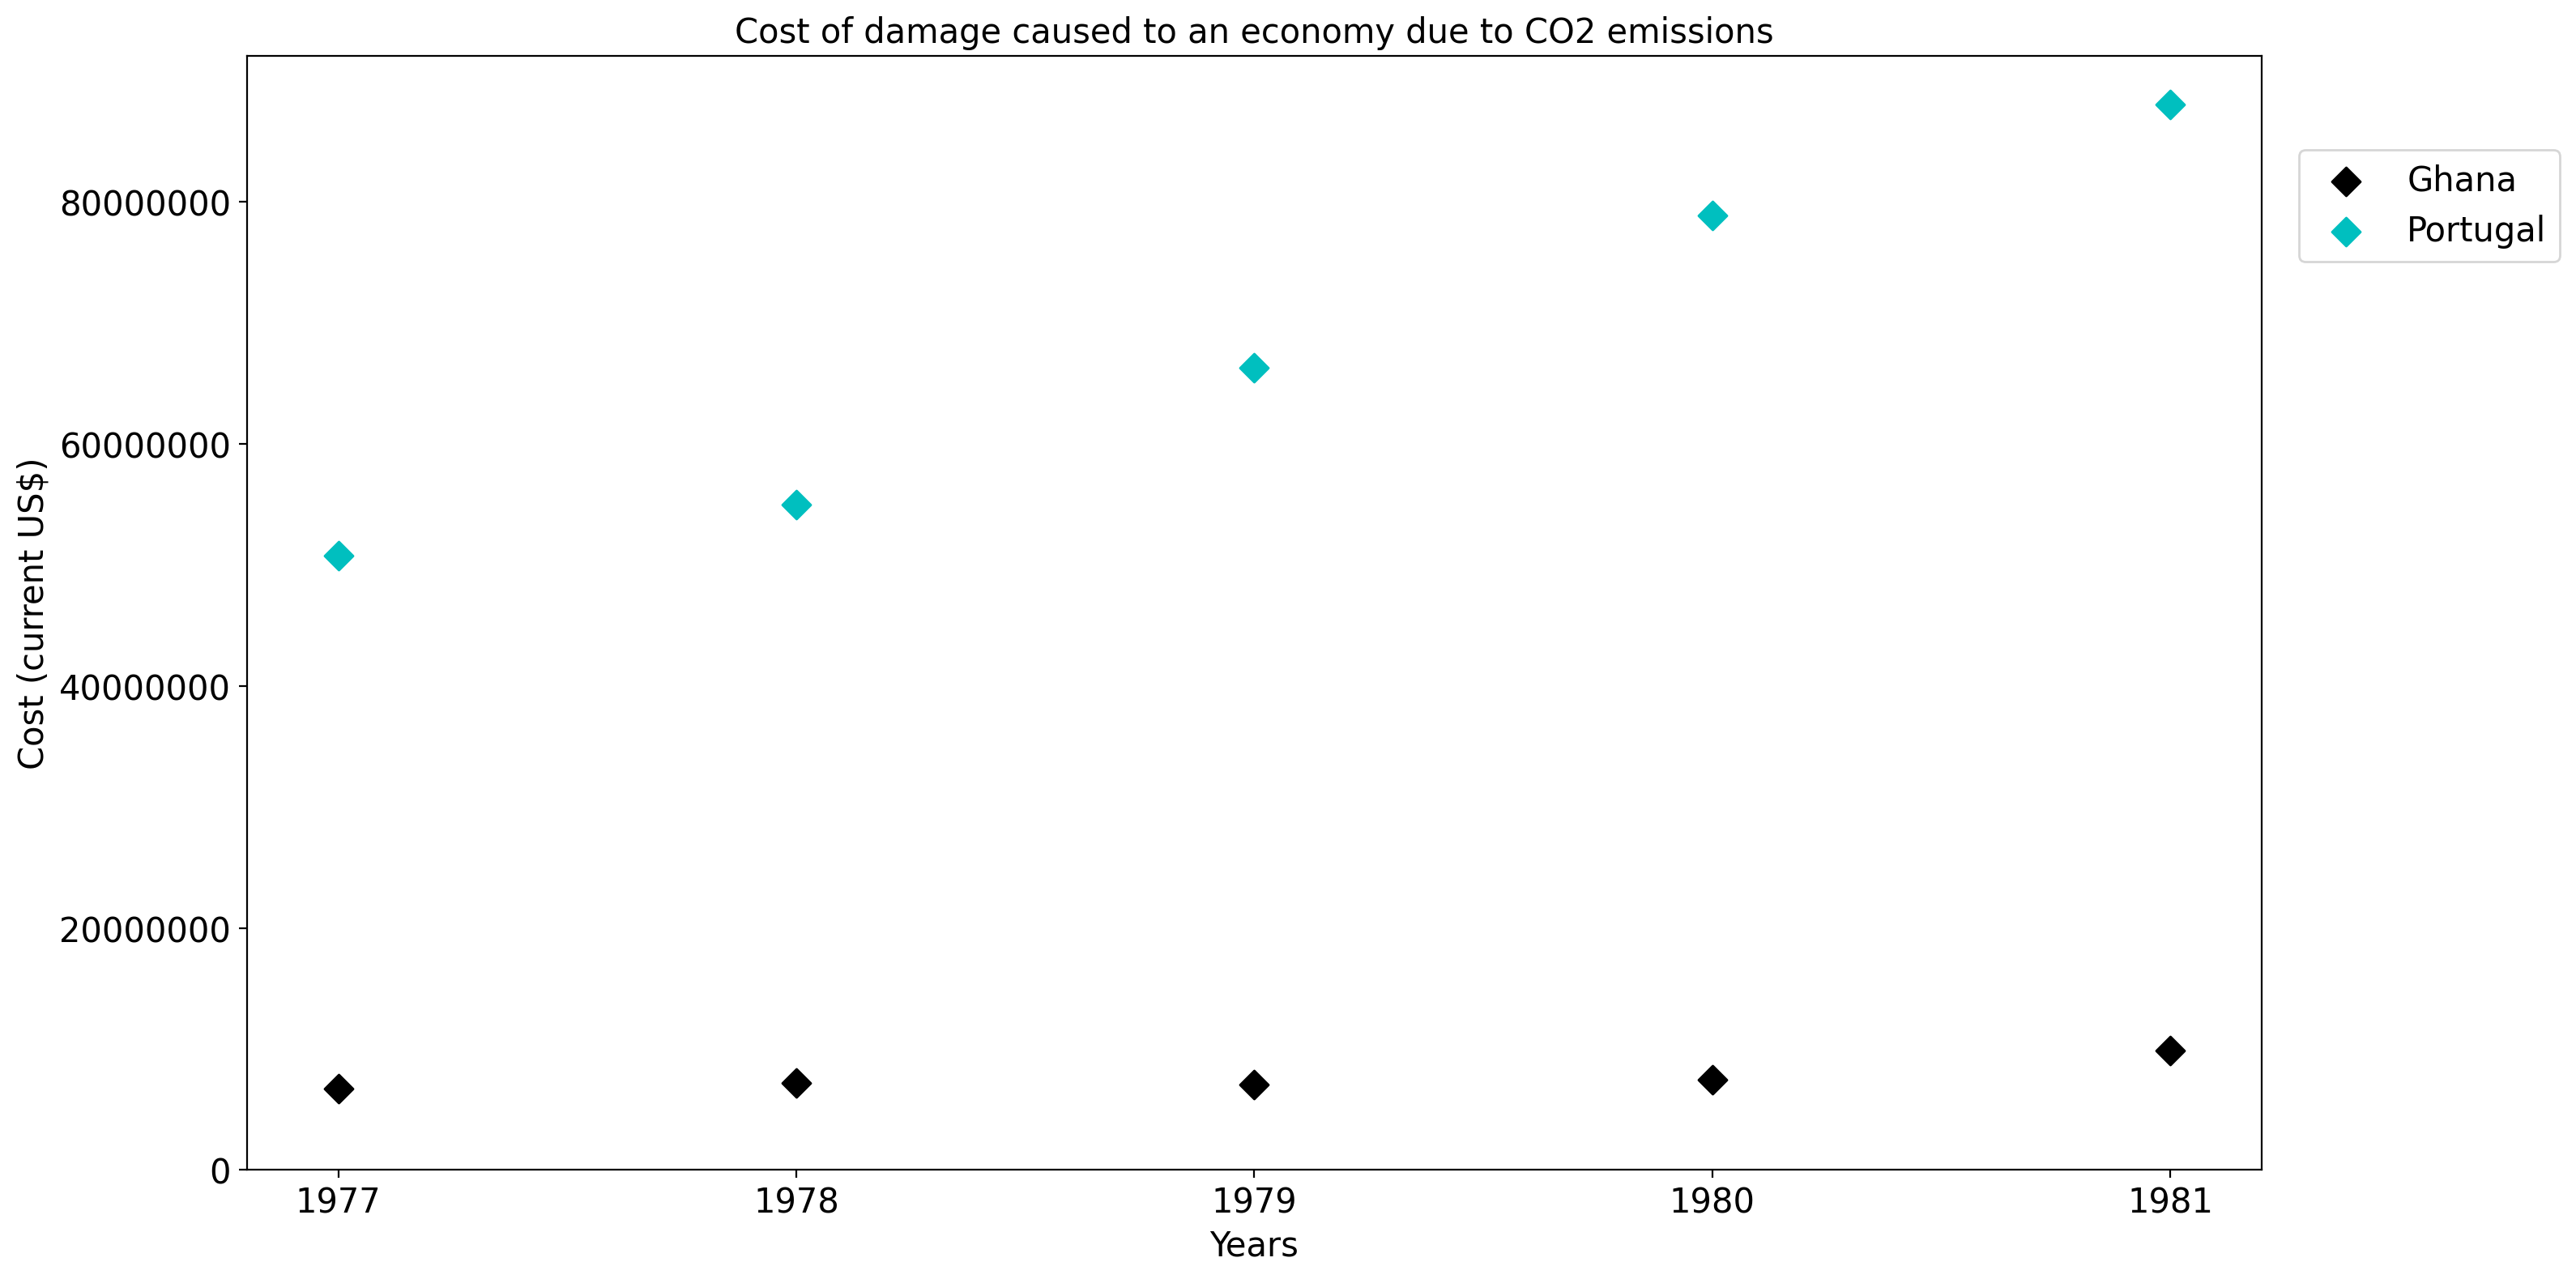 Cost of damage caused to an economy due to CO2 emissions
Cost (current US$)
80000000
60000000
40000000
20000000
0
1977 1978 1979 1980 1981
Years
Ghana
Portugal